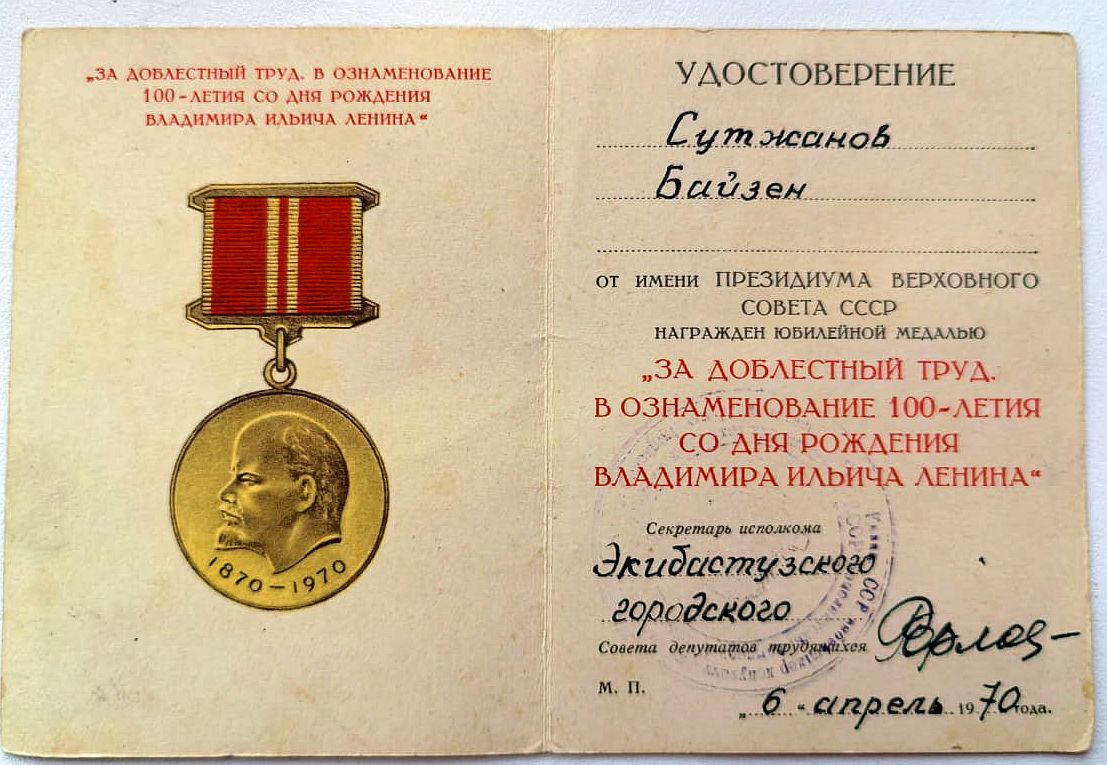 „ЗА ДОБЛЕСТНЫЙ ТРУД. В ОЗНАМЕНОВАНИЕ
100-ЛЕТИЯ СО ДНЯ РОЖДЕНИЯ
ВЛАДИМИРА ИЛЬИЧА ЛЕНИНА“
1870-1970
УДОСТОВЕРЕНИЕ
Сутжанов
Байзен
ОТ ИМЕНИ ПРЕЗИДИУМА ВЕРХОВНОГО
СОВЕТА СССР
НАГРАЖДЕН ЮБИЛЕЙНОЙ МЕДАЛЬЮ
„ЗА ДОБЛЕСТНЫЙ ТРУД.
В ОЗНАМЕНОВАНИЕ 100-ЛЕТИЯ
СО ДНЯ РОЖДЕНИЯ
ВЛАДИМИРА ИЛЬИЧА ЛЕНИНА“
Секретарь исполкома
Экибастузского
городского
Совета депутатов трудящихся
М. П.
„6“ апрель 1970 года.